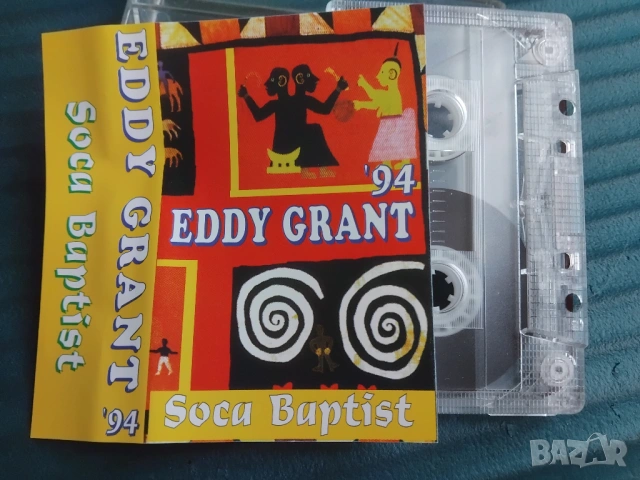 EDDY GRANT '94
Soca Baptist
'94
EDDY GRANT
Soca Baptist
BAZAR